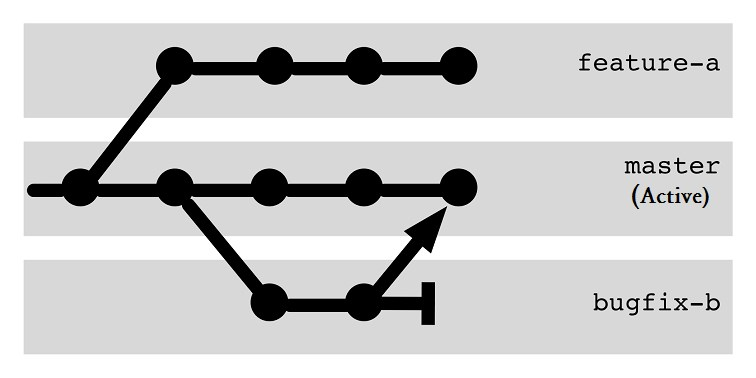 feature-a
master
(Active)
bugfix-b